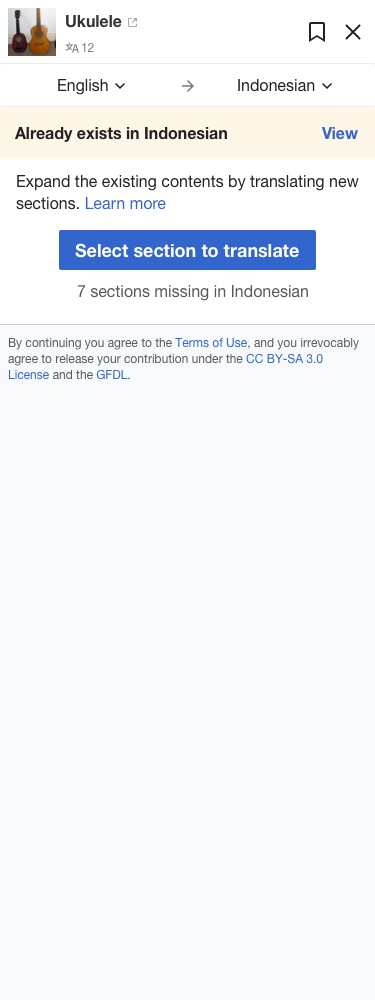 Ukulele
12
English
Indonesian
Already exists in Indonesian
View
Expand the existing contents by translating new
sections. Learn more
Select section to translate
7 sections missing in Indonesian
By continuing you agree to the Terms of Use, and you irrevocably
agree to release your contribution under the CC BY-SA 3.0
License and the GFDL.